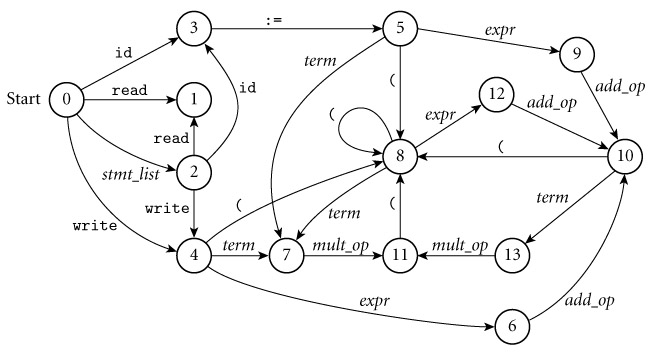 :=
3
5
expr
id
9
term
id
(
add_op
12
Start
0
read
1
(
expr
add_op
read
8
(
10
stmt_list
2
write
(
term
(
term
write
4
term
7
mult_op
11
mult_op
13
expr
add_op
6